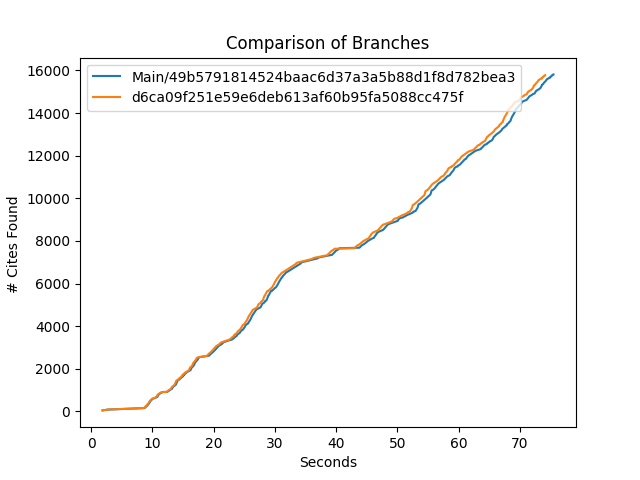 Comparison of Branches
Main/49b5791814524baac6d37a3a5b88d1f8d782bea3
d6ca09f251e59e6deb613af60b95fa5088cc475f
# Cites Found
16000
14000
12000
10000
8000
6000
4000
2000
0
0 10 20 30 40 50 60 70
Seconds